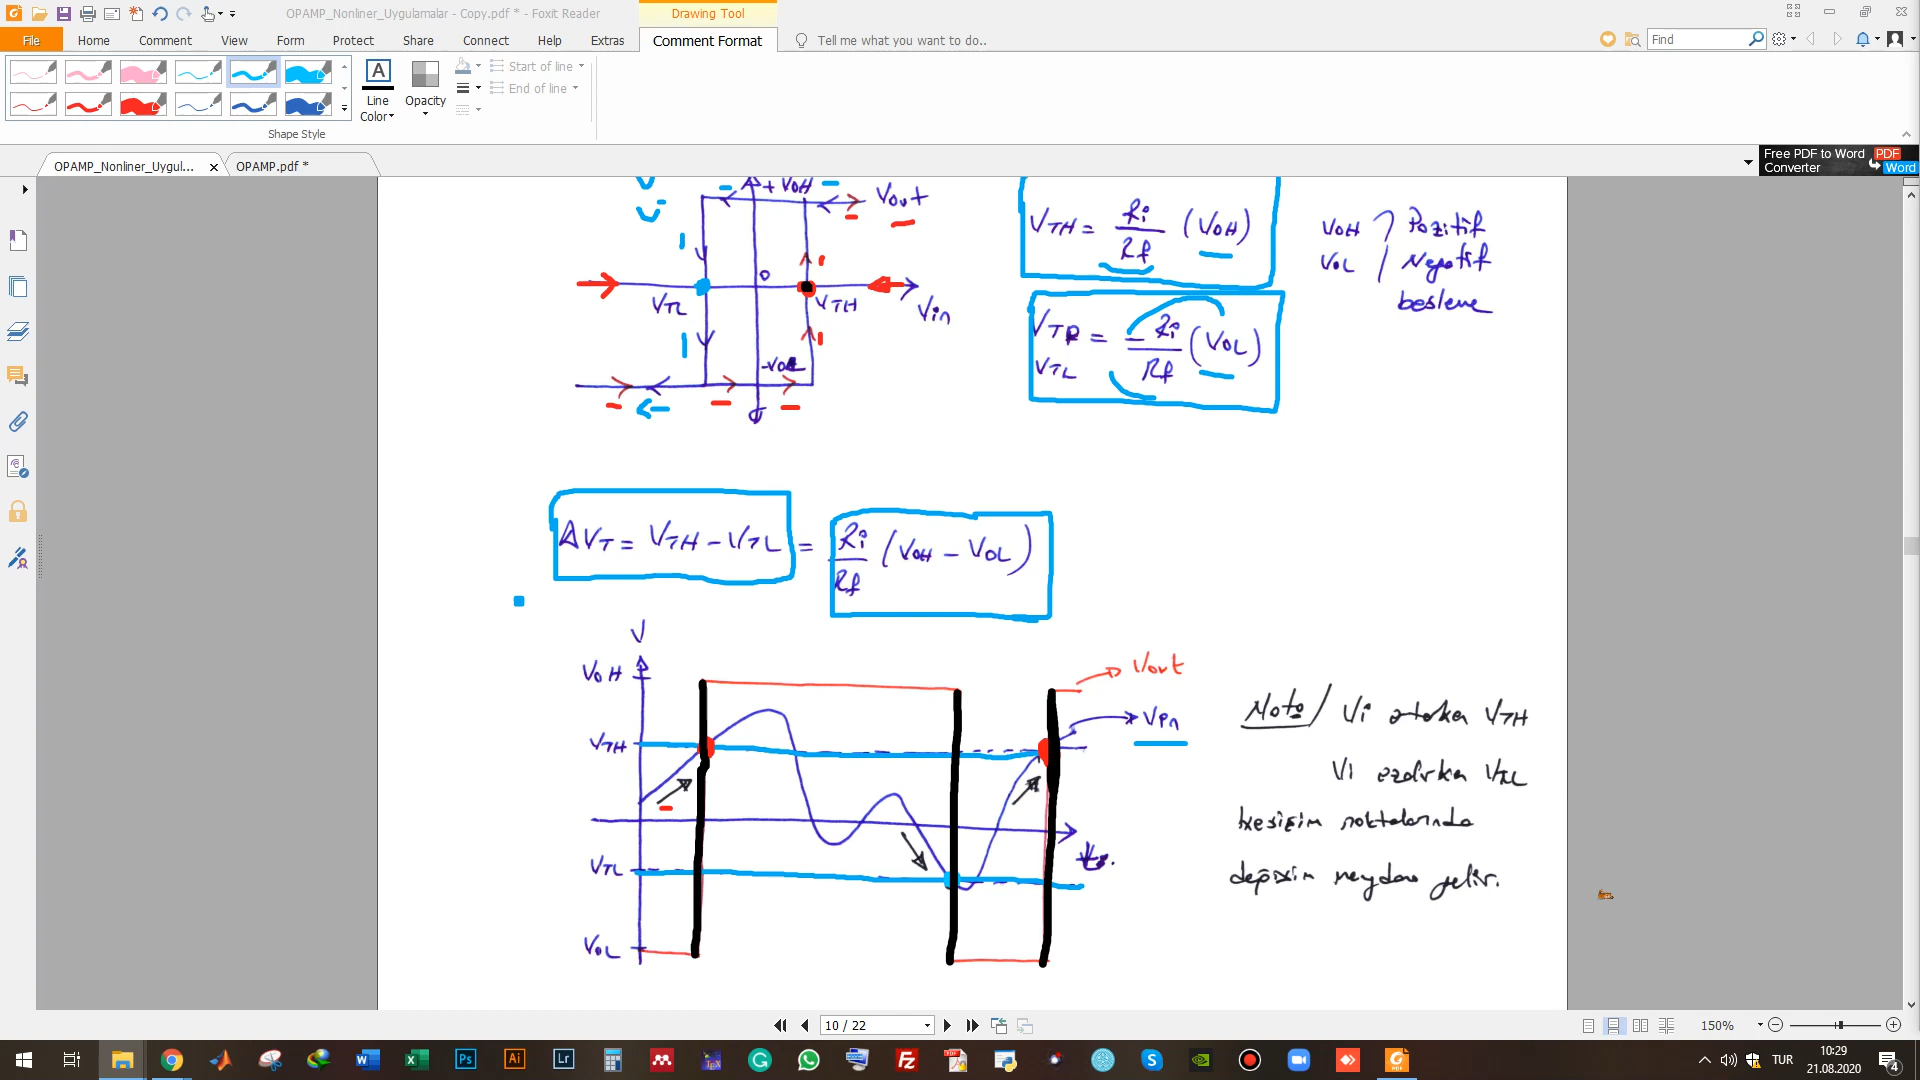 OPAMP_Nonliner_Uygulamalar - Copy.pdf * - Foxit Reader
Drawing Tool
File Home Comment View Form Protect Share Connect Help Extras Comment Format Tell me what you want to do.. Find
Line Color
Opacity
Start of line
End of line
Shape Style
OPAMP_Nonliner_Uygul... OPAMP.pdf *
Free PDF to Word Converter
PDF Word
+ VOH
Vout
0
VTL
VTH
Vin
VTH = Ri/Rf (VOH)
VOH Pozitif
VOL Negatif
besleme
VTL = -Ri/Rf (VOL)
ΔVT = VTH - VTL = Ri/Rf (VOH - VOL)
V
VOH
Vout
VTH
Vin
VTL
VOL
Not / Vi artarken VTH
Vi azalırken VTL
kesişim noktalarında
değişim meydana gelir.
10 / 22
150%
TUR
10:29
21.08.2020
4